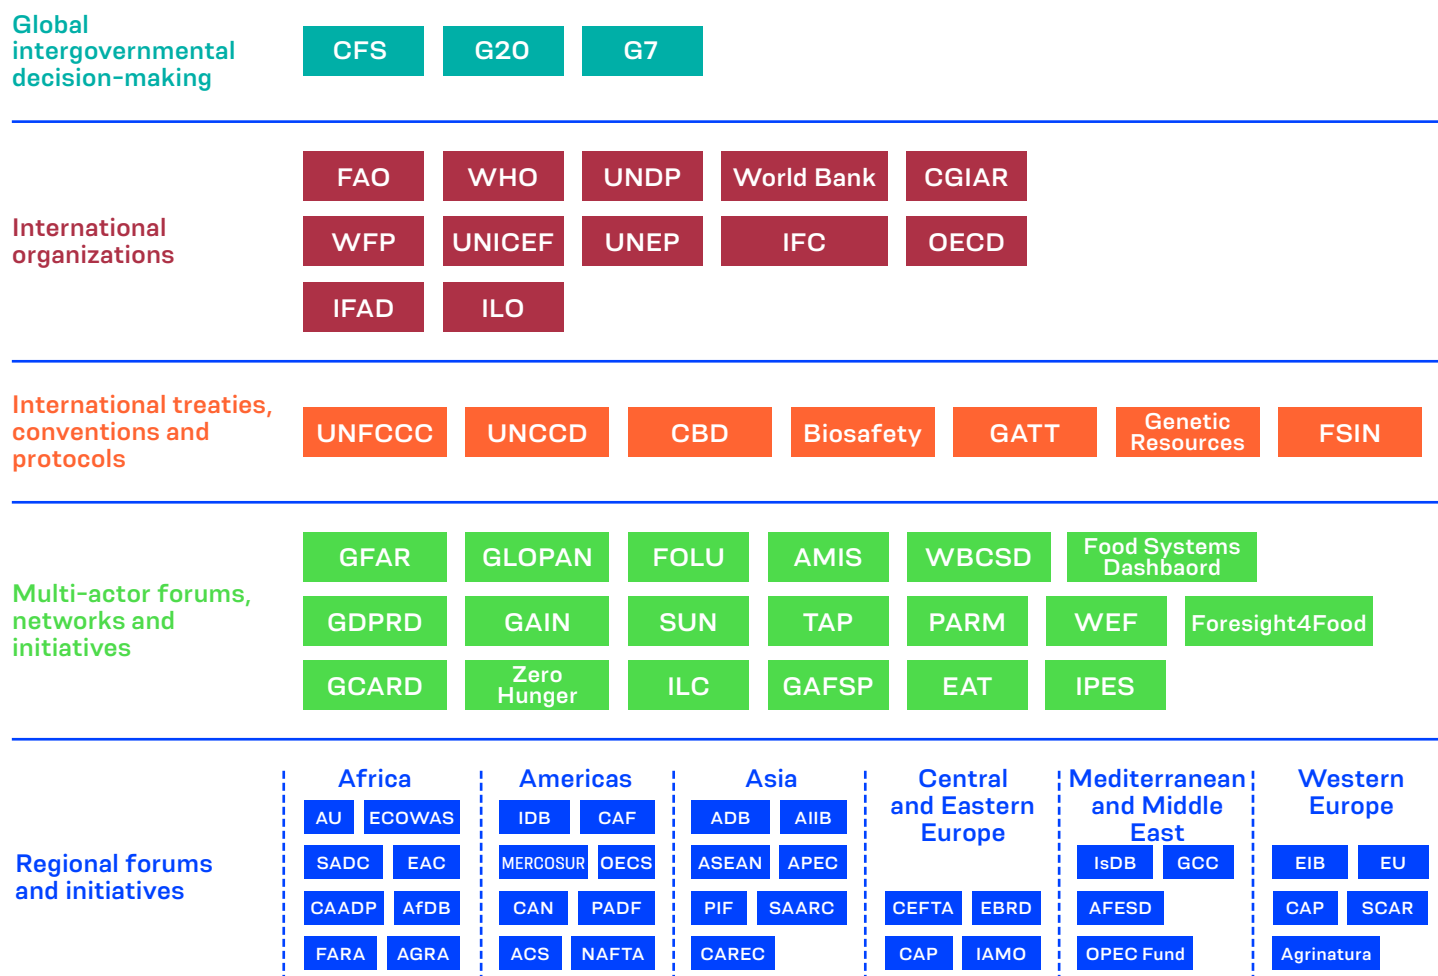 Global
intergovernmental
decision-making
CFS G20 G7
International
organizations
FAO WHO UNDP World Bank CGIAR
WFP UNICEF UNEP IFC OECD
IFAD ILO
International treaties,
conventions and
protocols
UNFCCC UNCCD CBD Biosafety GATT Genetic
Resources FSIN
Multi-actor forums,
networks and
initiatives
GFAR GLOPAN FOLU AMIS WBCSD Food Systems
Dashbaord
GDPRD GAIN SUN TAP PARM WEF Foresight4Food
GCARD Zero
Hunger ILC GAFSP EAT IPES
Regional forums
and initiatives
Africa
AU ECOWAS
SADC EAC
CAADP AfDB
FARA AGRA
Americas
IDB CAF
MERCOSUR OECS
CAN PADF
ACS NAFTA
Asia
ADB AIIB
ASEAN APEC
PIF SAARC
CAREC
Central
and Eastern
Europe
CEFTA EBRD
CAP IAMO
Mediterranean
and Middle
East
IsDB GCC
AFESD
OPEC Fund
Western
Europe
EIB EU
CAP SCAR
Agrinatura